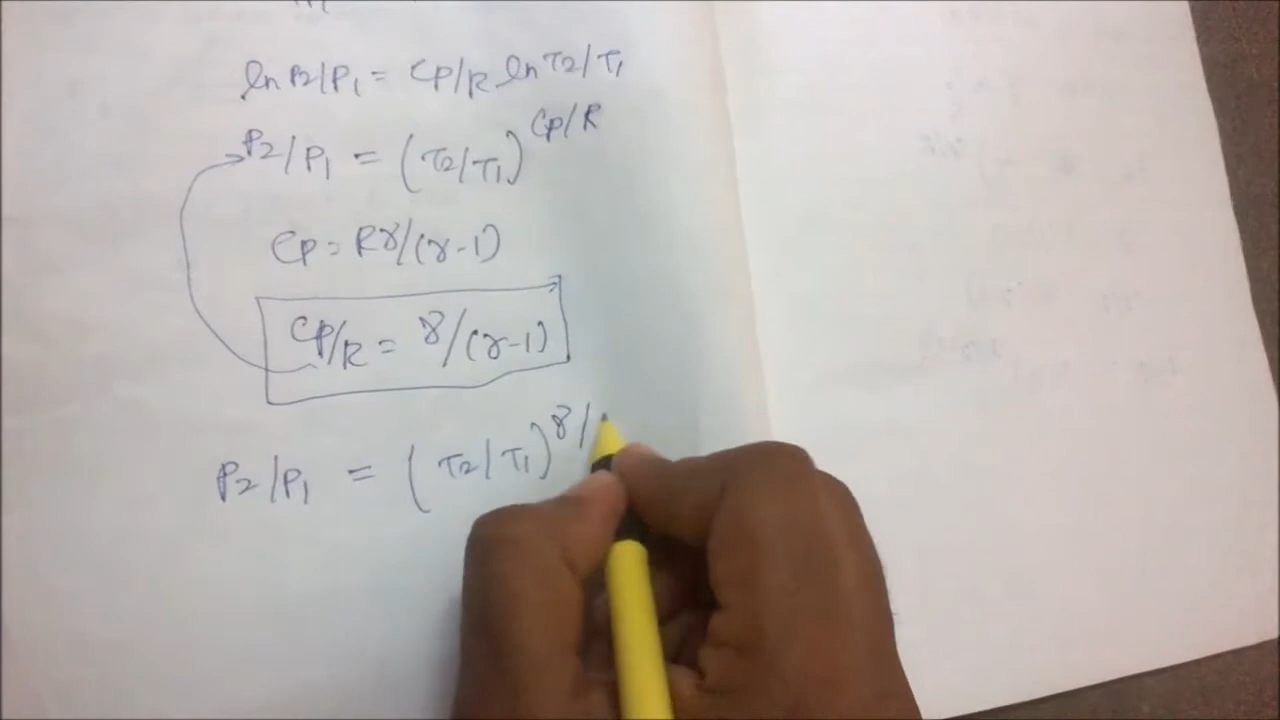 ln P2/P1 = CP/R ln T2/T1
P2/P1 = (T2/T1)^CP/R
CP = Rγ/(γ-1)
CP/R = γ/(γ-1)
P2/P1 = (T2/T1)^γ/